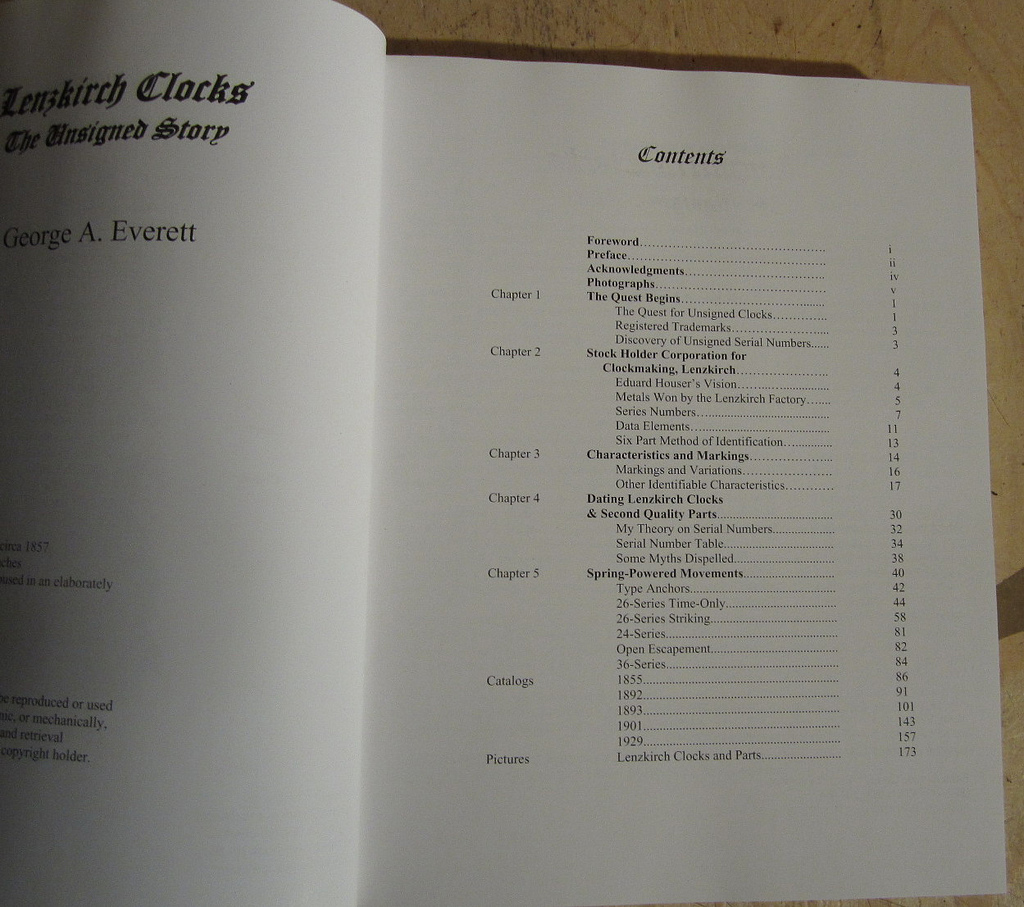 Lenzkirch Clocks
The Unsigned Story
George A. Everett
circa 1857
used in an elaborately
be reproduced or used
or mechanically,
and retrieval
copyright holder.
Contents
Foreword.......... i
Preface.......... ii
Acknowledgments.......... iv
Photographs.......... v
Chapter 1 The Quest Begins.......... 1
The Quest for Unsigned Clocks.......... 1
Registered Trademarks.......... 3
Discovery of Unsigned Serial Numbers...... 3
Chapter 2 Stock Holder Corporation for
Clockmaking, Lenzkirch.......... 4
Eduard Houser's Vision.......... 4
Metals Won by the Lenzkirch Factory....... 5
Series Numbers.......... 7
Data Elements.......... 11
Six Part Method of Identification.......... 13
Chapter 3 Characteristics and Markings.......... 14
Markings and Variations.......... 16
Other Identifiable Characteristics.......... 17
Chapter 4 Dating Lenzkirch Clocks
& Second Quality Parts.......... 30
My Theory on Serial Numbers.......... 32
Serial Number Table.......... 34
Some Myths Dispelled.......... 38
Chapter 5 Spring-Powered Movements.......... 40
Type Anchors.......... 42
26-Series Time-Only.......... 44
26-Series Striking.......... 58
24-Series.......... 81
Open Escapement.......... 82
36-Series.......... 84
Catalogs 1855.......... 86
1892.......... 91
1893.......... 101
1901.......... 143
1929.......... 157
Pictures Lenzkirch Clocks and Parts.......... 173